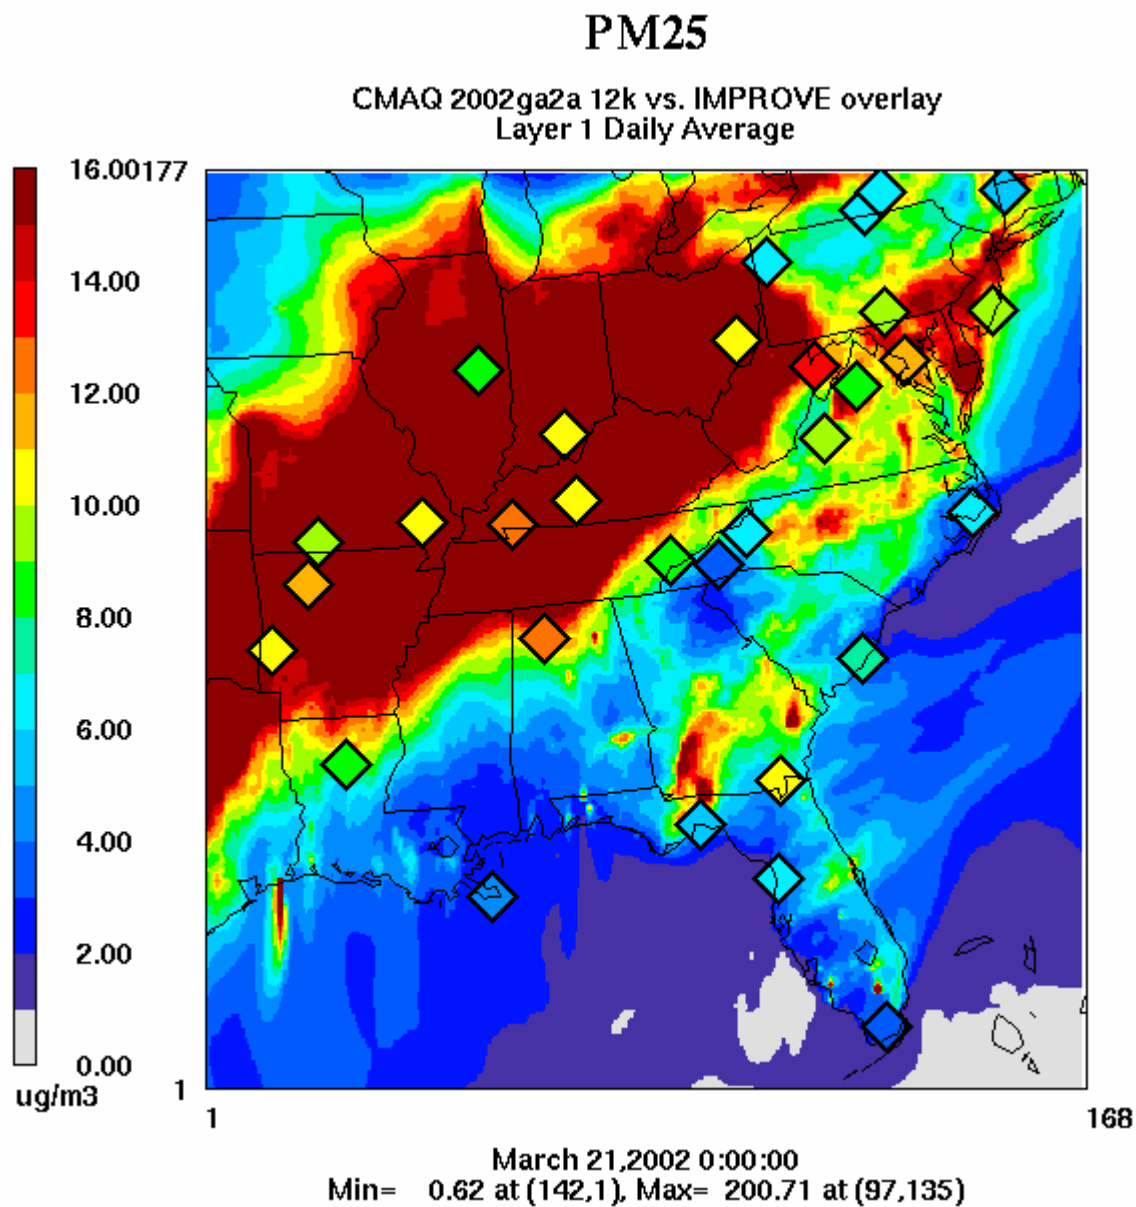 PM25
CMAQ 2002ga2a 12k vs. IMPROVE overlay
Layer 1 Daily Average
16.00
177
14.00
12.00
10.00
8.00
6.00
4.00
2.00
0.00
ug/m3
1
1
168
March 21,2002 0:00:00
Min= 0.62 at (142,1), Max= 200.71 at (97,135)